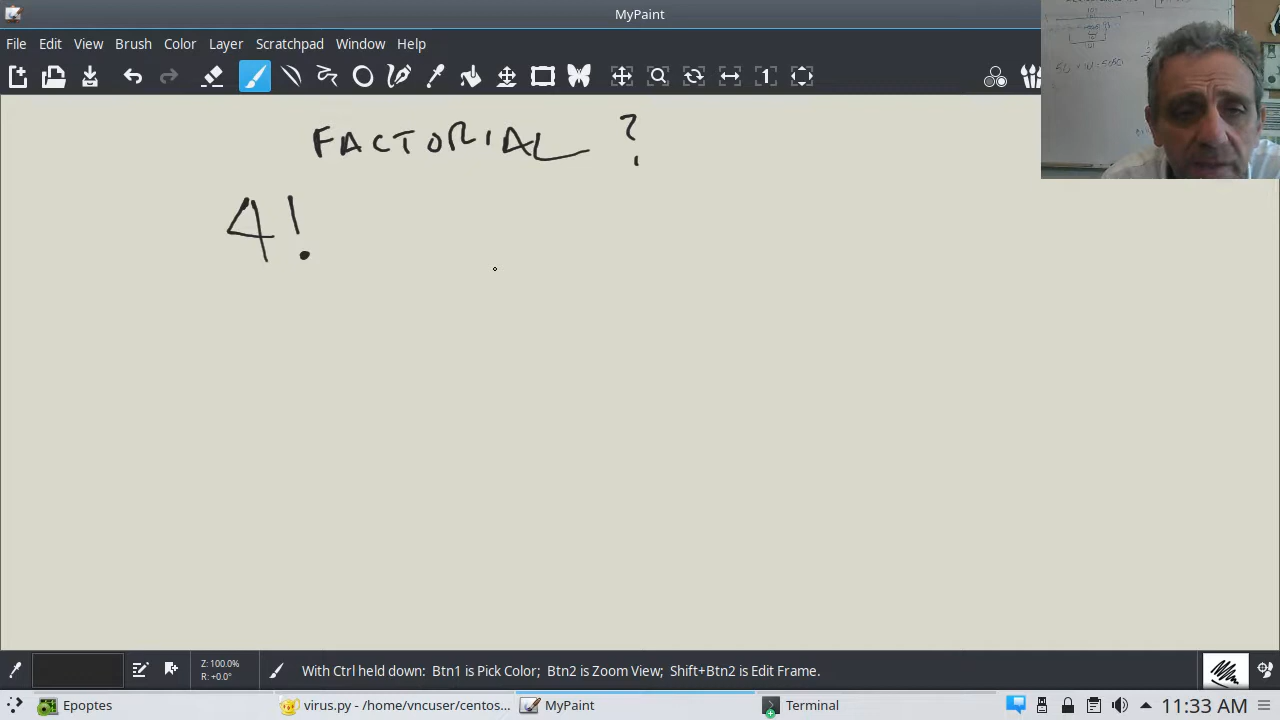 MyPaint
File Edit View Brush Color Layer Scratchpad Window Help
FACTORIAL ?
4!
Z: 100.0%
R: +0.0°
With Ctrl held down: Btn1 is Pick Color; Btn2 is Zoom View; Shift+Btn2 is Edit Frame.
Epoptes virus.py - /home/vncuser/centos... MyPaint Terminal 11:33 AM